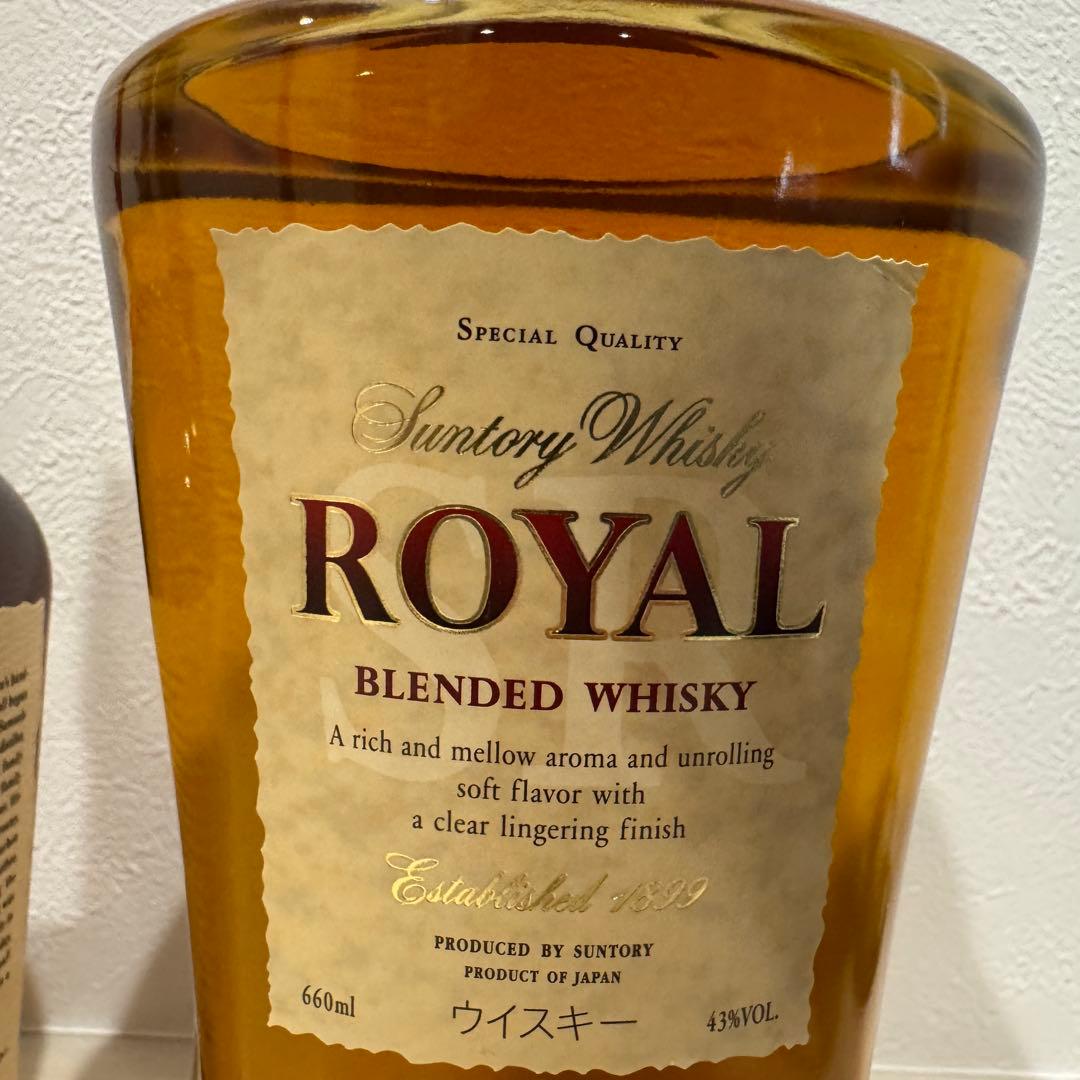 SPECIAL QUALITY
Suntory Whisky
SR
ROYAL
BLENDED WHISKY
A rich and mellow aroma and unrolling
soft flavor with
a clear lingering finish
Established 1899
PRODUCED BY SUNTORY
PRODUCT OF JAPAN
660ml
ウイスキー
43%VOL.